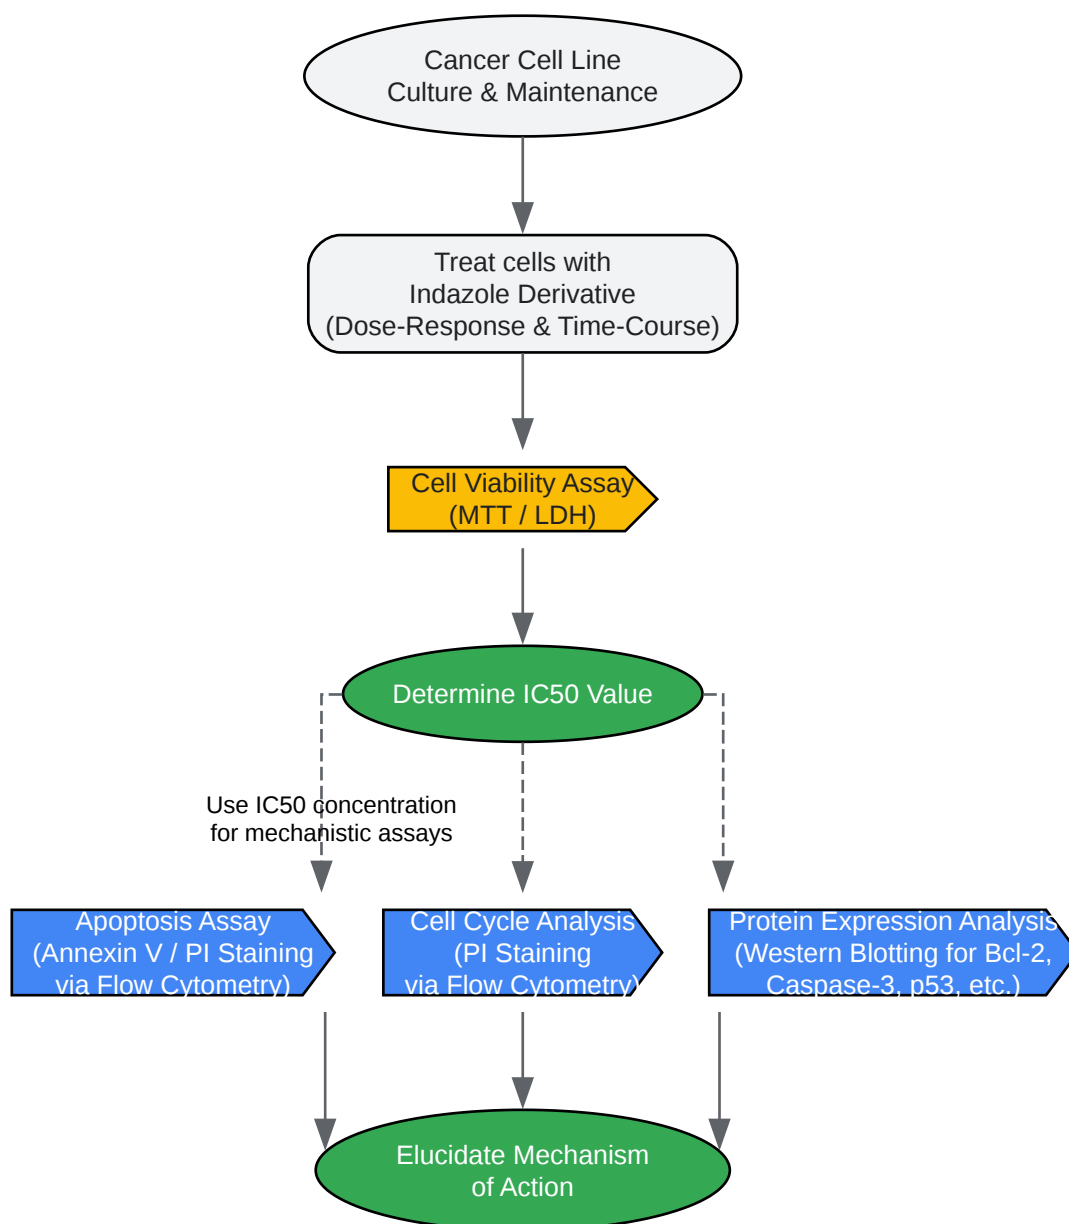 Cancer Cell Line
Culture & Maintenance
Treat cells with
Indazole Derivative
(Dose-Response & Time-Course)
Cell Viability Assay
(MTT / LDH)
Determine IC50 Value
Use IC50 concentration
for mechanistic assays
Apoptosis Assay
(Annexin V / PI Staining
via Flow Cytometry)
Cell Cycle Analysis
(PI Staining
via Flow Cytometry)
Protein Expression Analysis
(Western Blotting for Bcl-2,
Caspase-3, p53, etc.)
Elucidate Mechanism
of Action